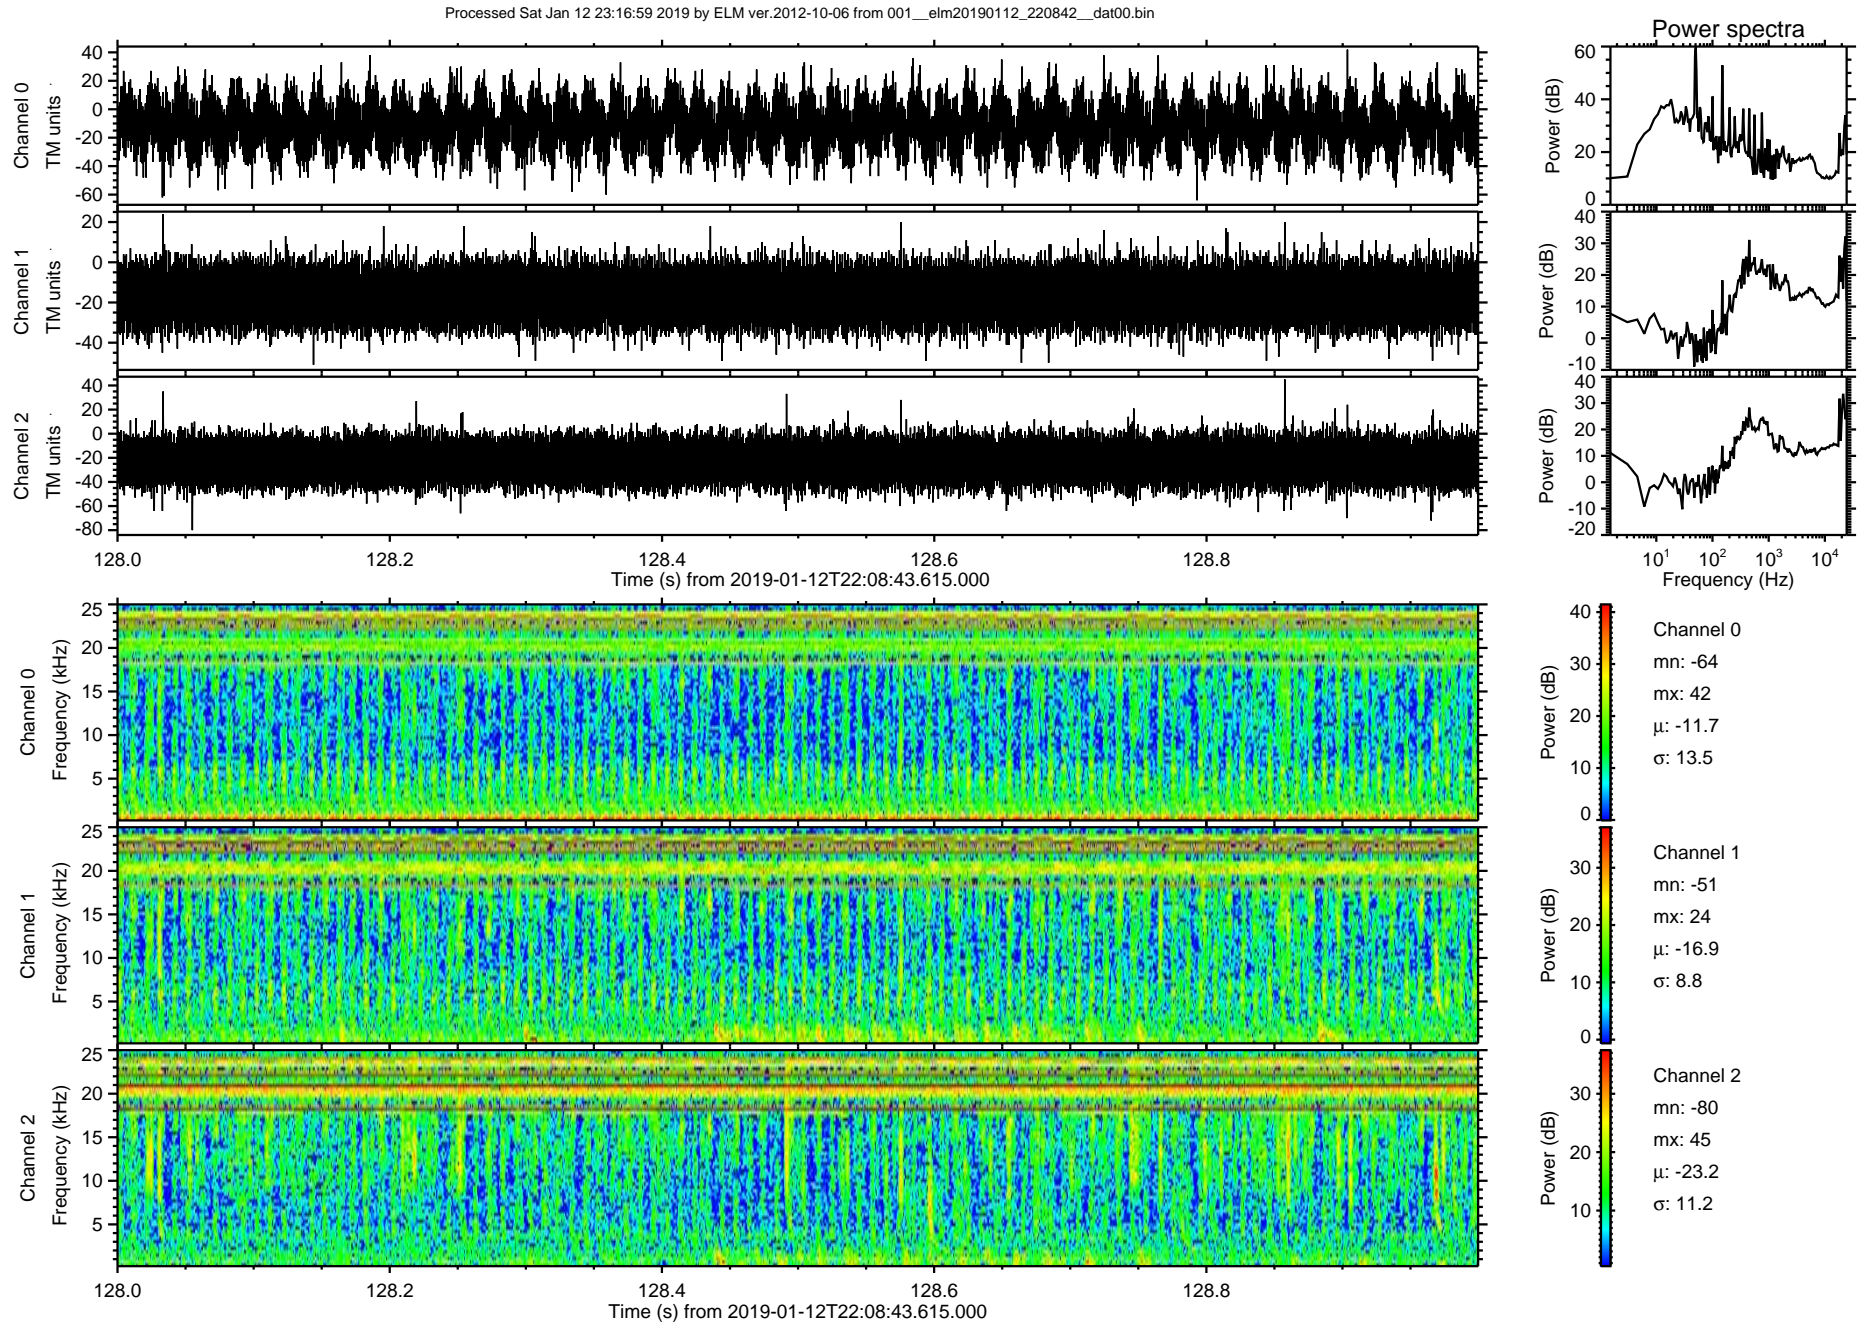 Processed Sat Jan 12 23:16:59 2019 by ELM ver.2012-10-06 from 001__elm20190112_220842__dat00.bin
Power spectra
Channel 0
TM units
40
20
0
-20
-40
-60
Power (dB)
60
40
20
0
Channel 1
TM units
20
0
-20
-40
Power (dB)
40
30
20
10
0
-10
Channel 2
TM units
40
20
0
-20
-40
-60
-80
Power (dB)
40
30
20
10
0
-10
-20
128.0 128.2 128.4 128.6 128.8
Time (s) from 2019-01-12T22:08:43.615.000
10¹ 10² 10³ 10⁴
Frequency (Hz)
Channel 0
Frequency (kHz)
25
20
15
10
5
Power (dB)
40
30
20
10
0
Channel 0
mn: -64
mx: 42
μ: -11.7
σ: 13.5
Channel 1
Frequency (kHz)
25
20
15
10
5
Power (dB)
30
20
10
0
Channel 1
mn: -51
mx: 24
μ: -16.9
σ: 8.8
Channel 2
Frequency (kHz)
25
20
15
10
5
Power (dB)
30
20
10
Channel 2
mn: -80
mx: 45
μ: -23.2
σ: 11.2
128.0 128.2 128.4 128.6 128.8
Time (s) from 2019-01-12T22:08:43.615.000